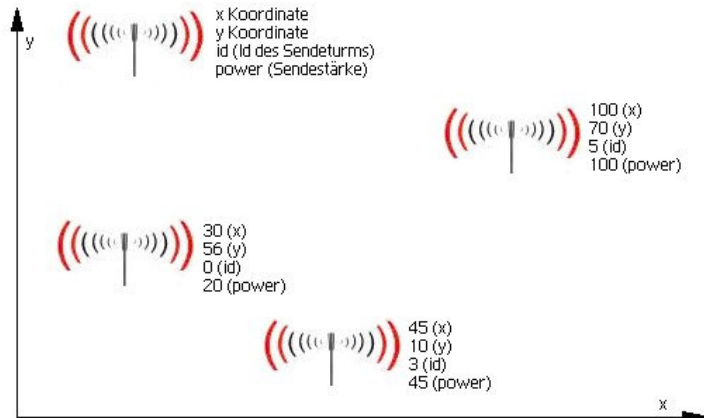 y
x Koordinate
y Koordinate
id (Id des Sendeturms)
power (Sendestärke)
100 (x)
70 (y)
5 (id)
100 (power)
30 (x)
56 (y)
0 (id)
20 (power)
45 (x)
10 (y)
3 (id)
45 (power)
x